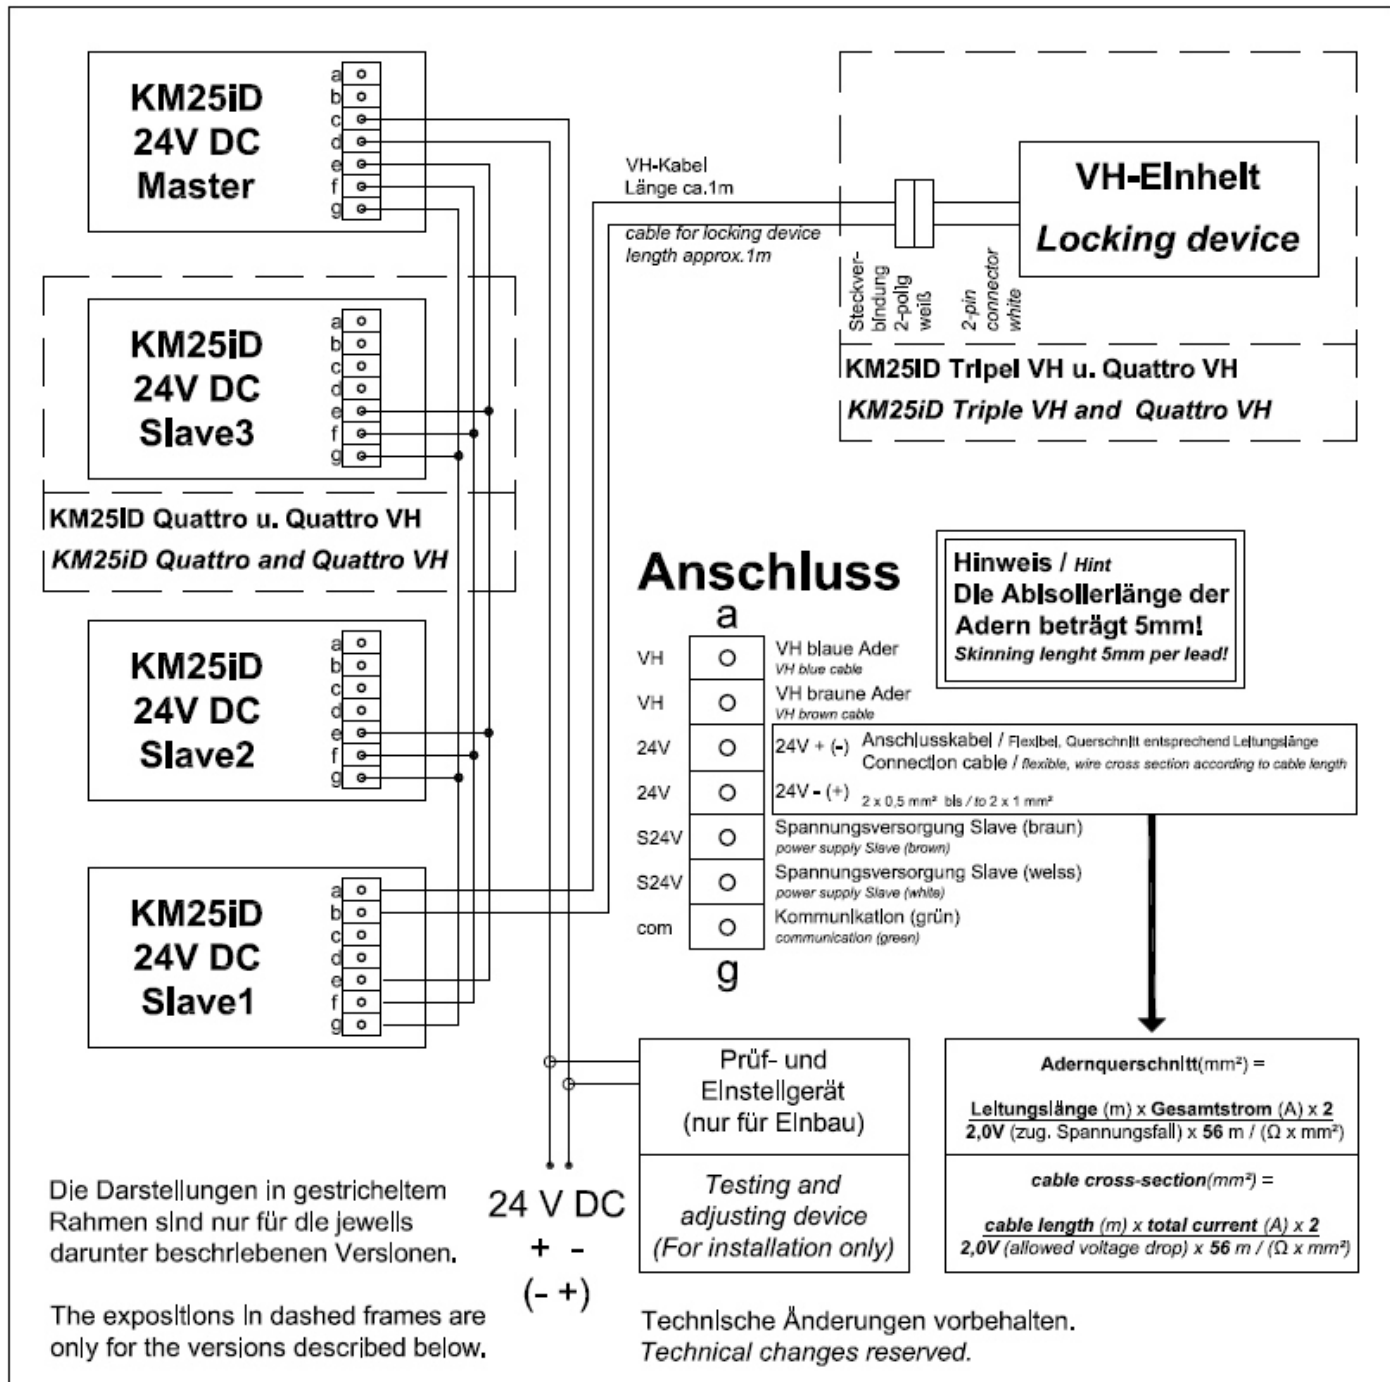 KM25iD
24V DC
Master
a
b
c
d
e
f
g
VH-Kabel
Länge ca.1m
cable for locking device
length approx.1m
VH-Einheit
Locking device
Steckver-
bindung
2-polig
weiß
2-pin
connector
white
KM25iD Tripel VH u. Quattro VH
KM25iD Triple VH and Quattro VH
KM25iD
24V DC
Slave3
a
b
c
d
e
f
g
KM25iD Quattro u. Quattro VH
KM25iD Quattro and Quattro VH
KM25iD
24V DC
Slave2
a
b
c
d
e
f
g
KM25iD
24V DC
Slave1
a
b
c
d
e
f
g
Anschluss
a
VH VH blaue Ader
VH blue cable
VH VH braune Ader
VH brown cable
24V 24V + (-) Anschlusskabel / Flexibel, Querschnitt entsprechend Leitungslänge
Connection cable / flexible, wire cross section according to cable length
24V 24V - (+) 2 x 0,5 mm² bis / to 2 x 1 mm²
S24V Spannungsversorgung Slave (braun)
power supply Slave (brown)
S24V Spannungsversorgung Slave (weiss)
power supply Slave (white)
com Kommunikation (grün)
communication (green)
g
Hinweis / Hint
Die Abisollerlänge der
Adern beträgt 5mm!
Skinning lenght 5mm per lead!
Prüf- und
Einstellgerät
(nur für Einbau)
Testing and
adjusting device
(For installation only)
Adernquerschnitt(mm²) =
Leitungslänge (m) x Gesamtstrom (A) x 2
2,0V (zug. Spannungsfall) x 56 m / (Ω x mm²)
cable cross-section(mm²) =
cable length (m) x total current (A) x 2
2,0V (allowed voltage drop) x 56 m / (Ω x mm²)
24 V DC
+ -
(- +)
Die Darstellungen in gestricheltem
Rahmen sind nur für die jeweils
darunter beschriebenen Versionen.
The expositions in dashed frames are
only for the versions described below.
Technische Änderungen vorbehalten.
Technical changes reserved.